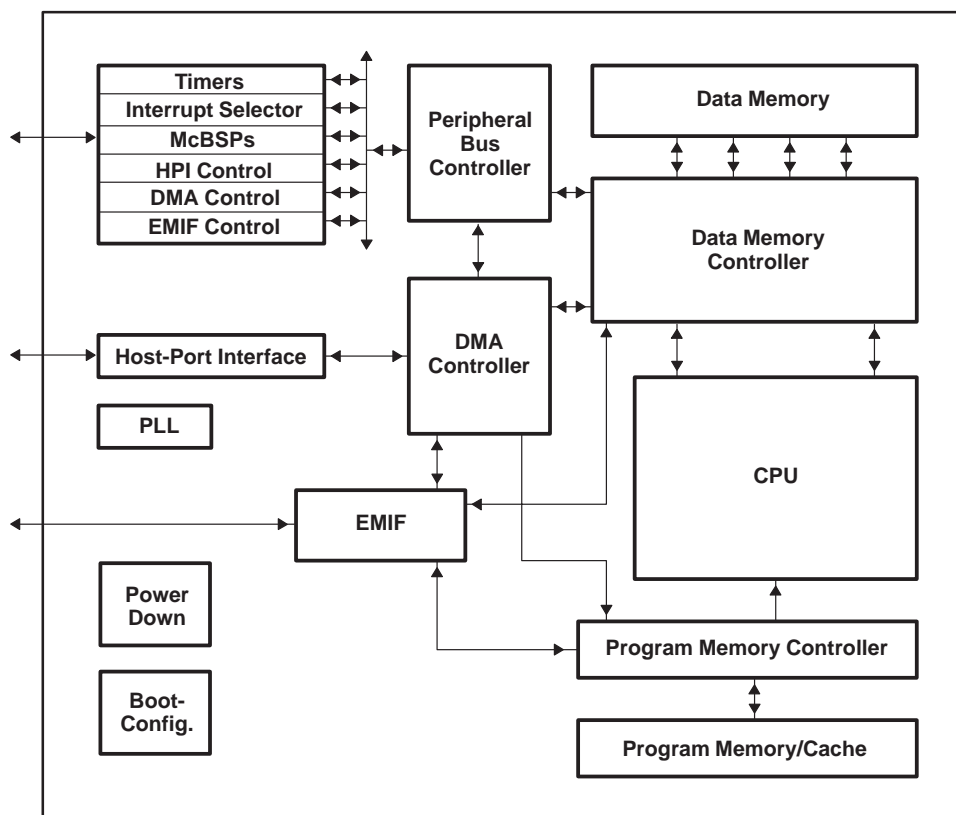 Timers
Interrupt Selector
McBSPs
HPI Control
DMA Control
EMIF Control
Peripheral
Bus
Controller
Data Memory
Data Memory
Controller
Host-Port Interface
DMA
Controller
PLL
CPU
EMIF
Power
Down
Program Memory Controller
Boot-
Config.
Program Memory/Cache